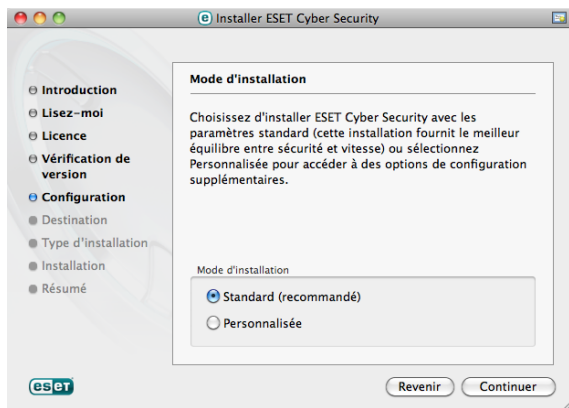 e Installer ESET Cyber Security
Introduction
Lisez-moi
Licence
Vérification de
version
Configuration
Destination
Type d'installation
Installation
Résumé
Mode d'installation
Choisissez d'installer ESET Cyber Security avec les
paramètres standard (cette installation fournit le meilleur
équilibre entre sécurité et vitesse) ou sélectionnez
Personnalisée pour accéder à des options de configuration
supplémentaires.
Mode d'installation
Standard (recommandé)
Personnalisée
eset
Revenir
Continuer